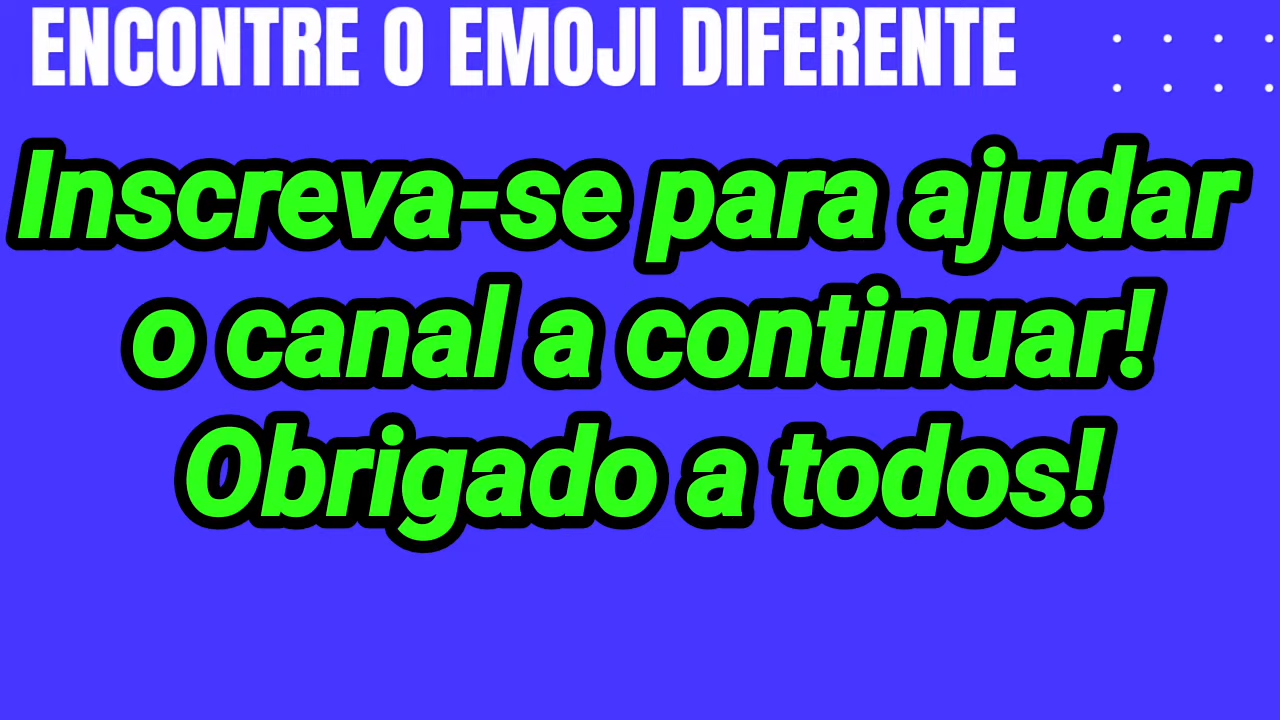 ENCONTRE O EMOJI DIFERENTE
Inscreva-se para ajudar
o canal a continuar!
Obrigado a todos!